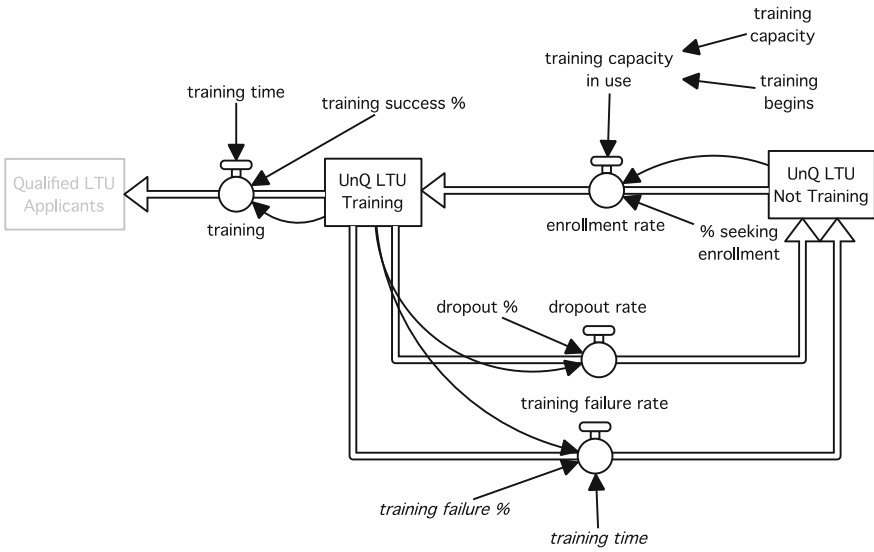 training
capacity
training capacity
in use
training
begins
training time
training success %
Qualified LTU
Applicants
UnQ LTU
Training
UnQ LTU
Not Training
training
enrollment rate
% seeking
enrollment
dropout %
dropout rate
training failure rate
training failure %
training time